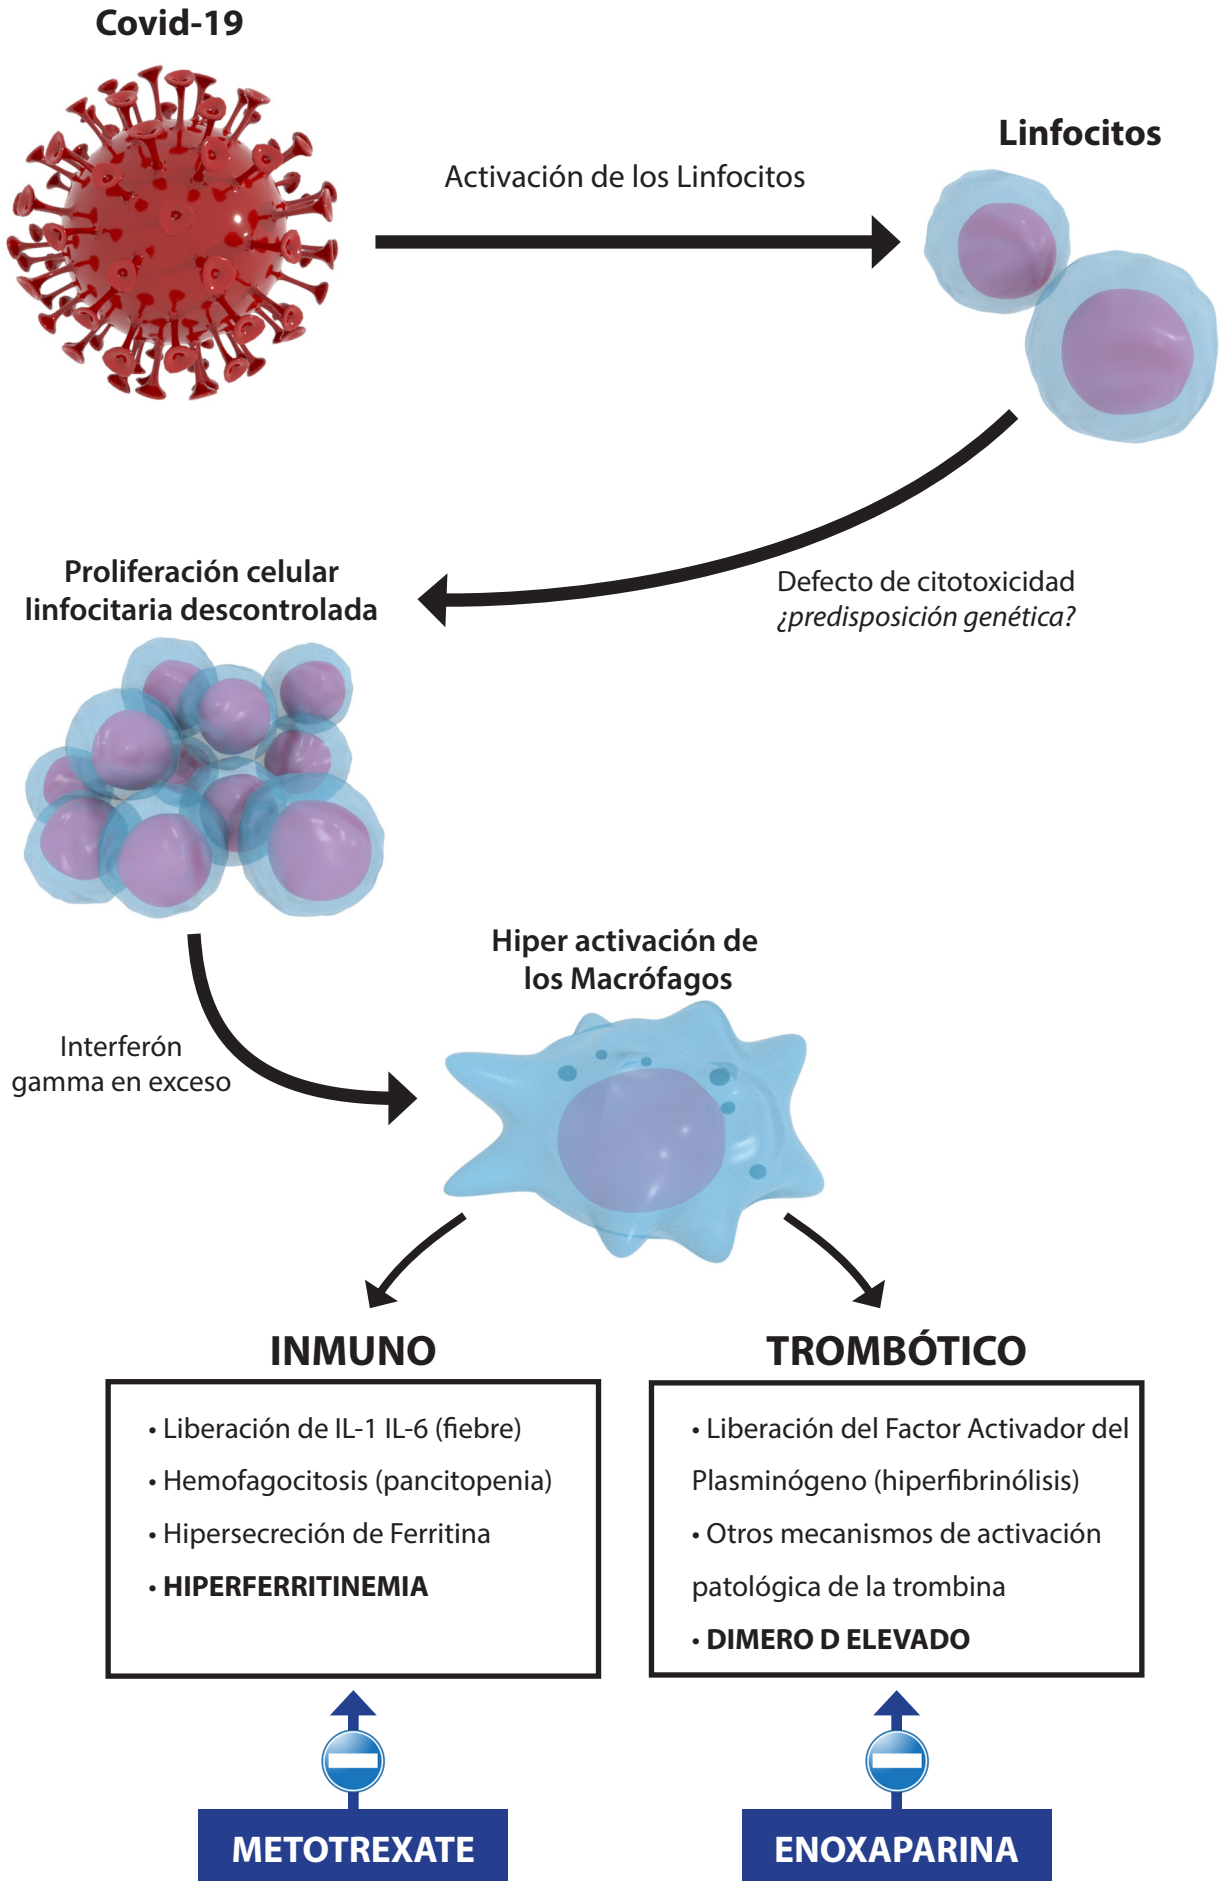 Covid-19
Activación de los Linfocitos
Linfocitos
Defecto de citotoxicidad
¿predisposición genética?
Proliferación celular
linfocitaria descontrolada
Interferón
gamma en exceso
Hiper activación de
los Macrófagos
INMUNO
• Liberación de IL-1 IL-6 (fiebre)
• Hemofagocitosis (pancitopenia)
• Hipersecreción de Ferritina
• HIPERFERRITINEMIA
METOTREXATE
TROMBÓTICO
• Liberación del Factor Activador del
Plasminógeno (hiperfibrinólisis)
• Otros mecanismos de activación
patológica de la trombina
• DIMERO D ELEVADO
ENOXAPARINA